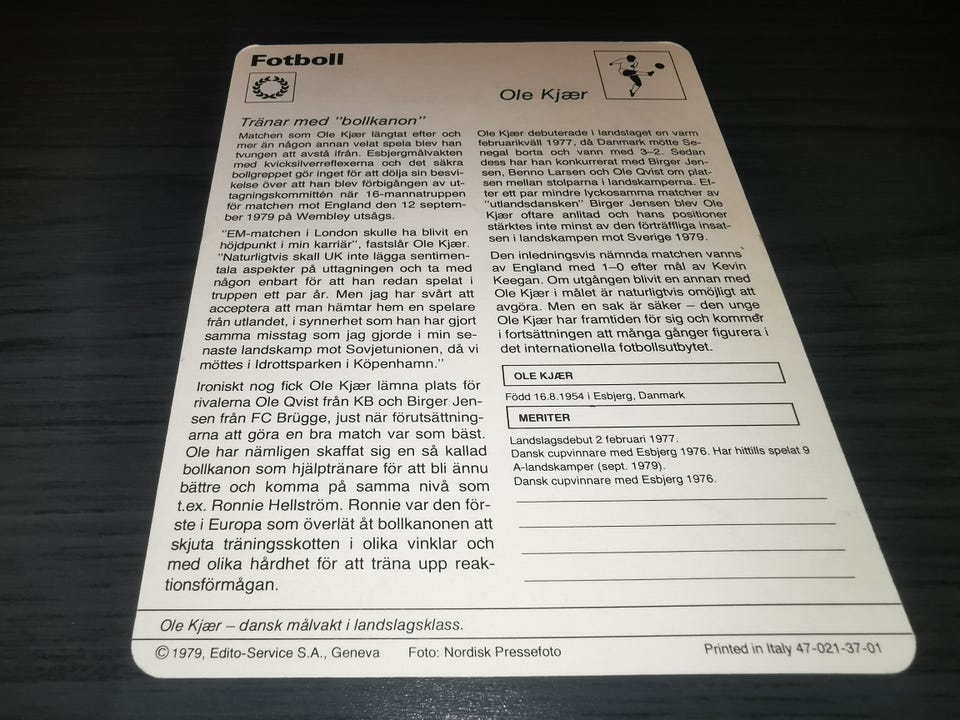 Fotboll
Ole Kjær
Tränar med "bollkanon"
Matchen som Ole Kjær längtat efter och
mer än någon annan velat spela blev han
tvungen att avstå ifrån. Esbjergmålvakten
med kvicksilverreflexerna och det säkra
bollgreppet gör inget för att dölja sin besvi-
kelse över att han blev förbigången av ut-
tagningskommittén när 16-mannatruppen
för matchen mot England den 12 septem-
ber 1979 på Wembley utsågs.
"EM-matchen i London skulle ha blivit en
höjdpunkt i min karriär", fastslår Ole Kjær.
"Naturligtvis skall UK inte lägga sentimen-
tala aspekter på uttagningen och ta med
någon enbart för att han redan spelat i
truppen ett par år. Men jag har svårt att
acceptera att man hämtar hem en spelare
från utlandet, i synnerhet som han har gjort
samma misstag som jag gjorde i min se-
naste landskamp mot Sovjetunionen, då vi
möttes i Idrottsparken i Köpenhamn."
Ironiskt nog fick Ole Kjær lämna plats för
rivalerna Ole Qvist från KB och Birger Jen-
sen från FC Brügge, just när förutsättning-
arna att göra en bra match var som bäst.
Ole har nämligen skaffat sig en så kallad
bollkanon som hjälptränare för att bli ännu
bättre och komma på samma nivå som
t.ex. Ronnie Hellström. Ronnie var den för-
ste i Europa som överlät åt bollkanonen att
skjuta träningsskotten i olika vinklar och
med olika hårdhet för att träna upp reak-
tionsförmågan.
Ole Kjær debuterade i landslaget en varm
februarikväll 1977, då Danmark mötte Se-
negal borta och vann med 3–2. Sedan
dess har han konkurrerat med Birger Jen-
sen, Benno Larsen och Ole Qvist om plat-
sen mellan stolparna i landskamperna. Ef-
ter ett par mindre lyckosamma matcher av
"utlandsdansken" Birger Jensen blev Ole
Kjær oftare anlitad och hans positioner
stärktes inte minst av den förträffliga insat-
sen i landskampen mot Sverige 1979.
Den inledningsvis nämnda matchen vanns
av England med 1–0 efter mål av Kevin
Keegan. Om utgången blivit en annan med
Ole Kjær i målet är naturligtvis omöjligt att
avgöra. Men en sak är säker – den unge
Ole Kjær har framtiden för sig och kommer
i fortsättningen att många gånger figurera i
det internationella fotbollsutbytet.
OLE KJÆR
Född 16.8.1954 i Esbjerg, Danmark
MERITER
Landslagsdebut 2 februari 1977.
Dansk cupvinnare med Esbjerg 1976. Har hittills spelat 9
A-landskamper (sept. 1979).
Dansk cupvinnare med Esbjerg 1976.
Ole Kjær – dansk målvakt i landslagsklass.
© 1979, Edito-Service S.A., Geneva Foto: Nordisk Pressefoto Printed in Italy 47-021-37-01